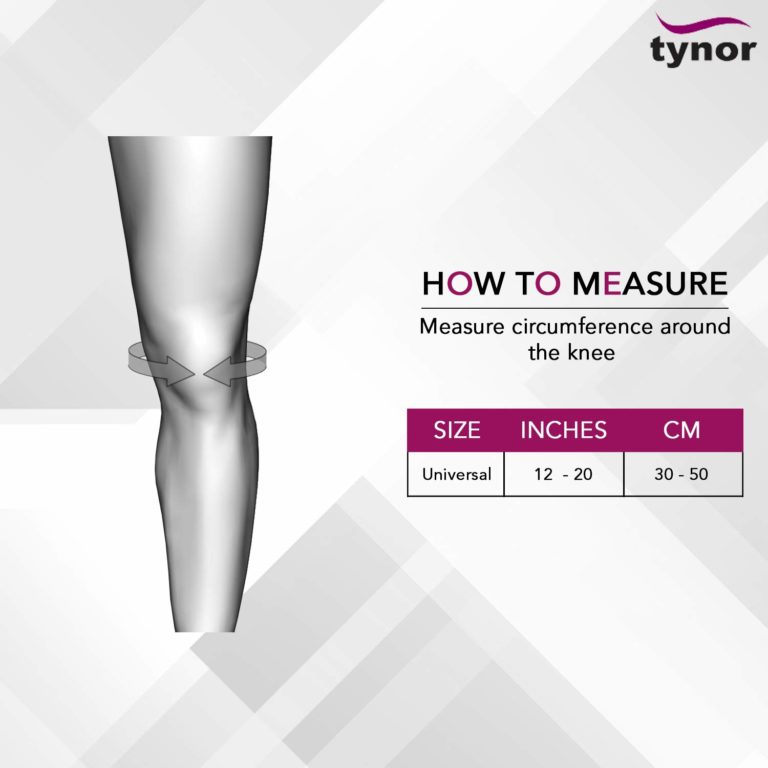 tynor
HOW TO MEASURE
Measure circumference around
the knee
SIZE INCHES CM
Universal 12 - 20 30 - 50